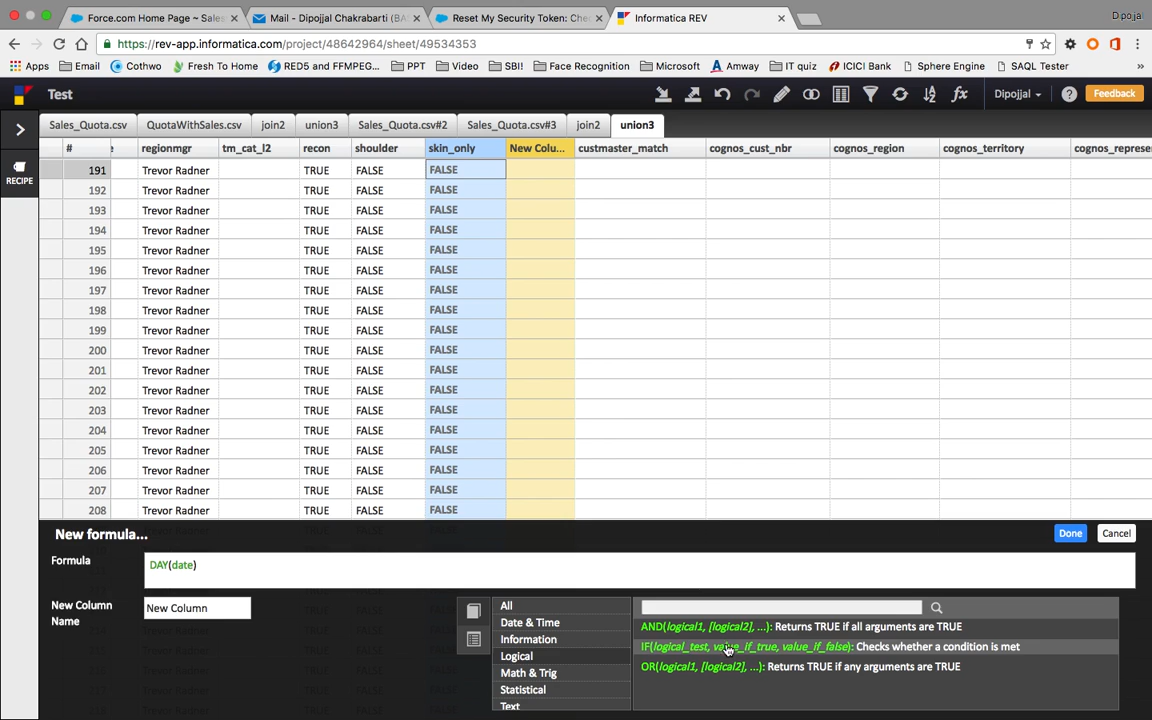 Force.com Home Page ~ Sales
Mail - Dipojjal Chakrabarti (BA
Reset My Security Token: Che
Informatica REV
Dipojjal
https://rev-app.informatica.com/project/48642964/sheet/49534353
Apps
Email
Cothwo
Fresh To Home
RED5 and FFMPEG...
PPT
Video
SBI!
Face Recognition
Microsoft
Amway
IT quiz
ICICI Bank
Sphere Engine
SAQL Tester
»
Test
fx
Dipojjal
?
Feedback
Sales_Quota.csv
QuotaWithSales.csv
join2
union3
Sales_Quota.csv#2
Sales_Quota.csv#3
join2
union3
RECIPE
# regionmgr tm_cat_l2 recon shoulder skin_only New Colu... custmaster_match cognos_cust_nbr cognos_region cognos_territory cognos_represe
191 Trevor Radner TRUE FALSE FALSE
192 Trevor Radner TRUE FALSE FALSE
193 Trevor Radner TRUE FALSE FALSE
194 Trevor Radner TRUE FALSE FALSE
195 Trevor Radner TRUE FALSE FALSE
196 Trevor Radner TRUE FALSE FALSE
197 Trevor Radner TRUE FALSE FALSE
198 Trevor Radner TRUE FALSE FALSE
199 Trevor Radner TRUE FALSE FALSE
200 Trevor Radner TRUE FALSE FALSE
201 Trevor Radner TRUE FALSE FALSE
202 Trevor Radner TRUE FALSE FALSE
203 Trevor Radner TRUE FALSE FALSE
204 Trevor Radner TRUE FALSE FALSE
205 Trevor Radner TRUE FALSE FALSE
206 Trevor Radner TRUE FALSE FALSE
207 Trevor Radner TRUE FALSE FALSE
208 Trevor Radner TRUE FALSE FALSE
New formula...
Done
Cancel
Formula
DAY(date)
New Column Name
New Column
All
Date & Time
Information
Logical
Math & Trig
Statistical
Text
AND(logical1, [logical2], ...): Returns TRUE if all arguments are TRUE
IF(logical_test, value_if_true, value_if_false): Checks whether a condition is met
OR(logical1, [logical2], ...): Returns TRUE if any arguments are TRUE